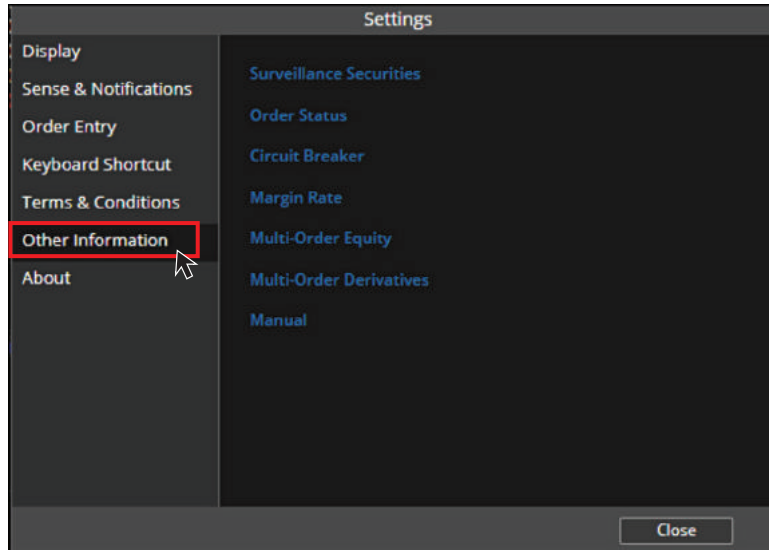 Settings
Display
Sense & Notifications
Order Entry
Keyboard Shortcut
Terms & Conditions
Other Information
About
Surveillance Securities
Order Status
Circuit Breaker
Margin Rate
Multi-Order Equity
Multi-Order Derivatives
Manual
Close